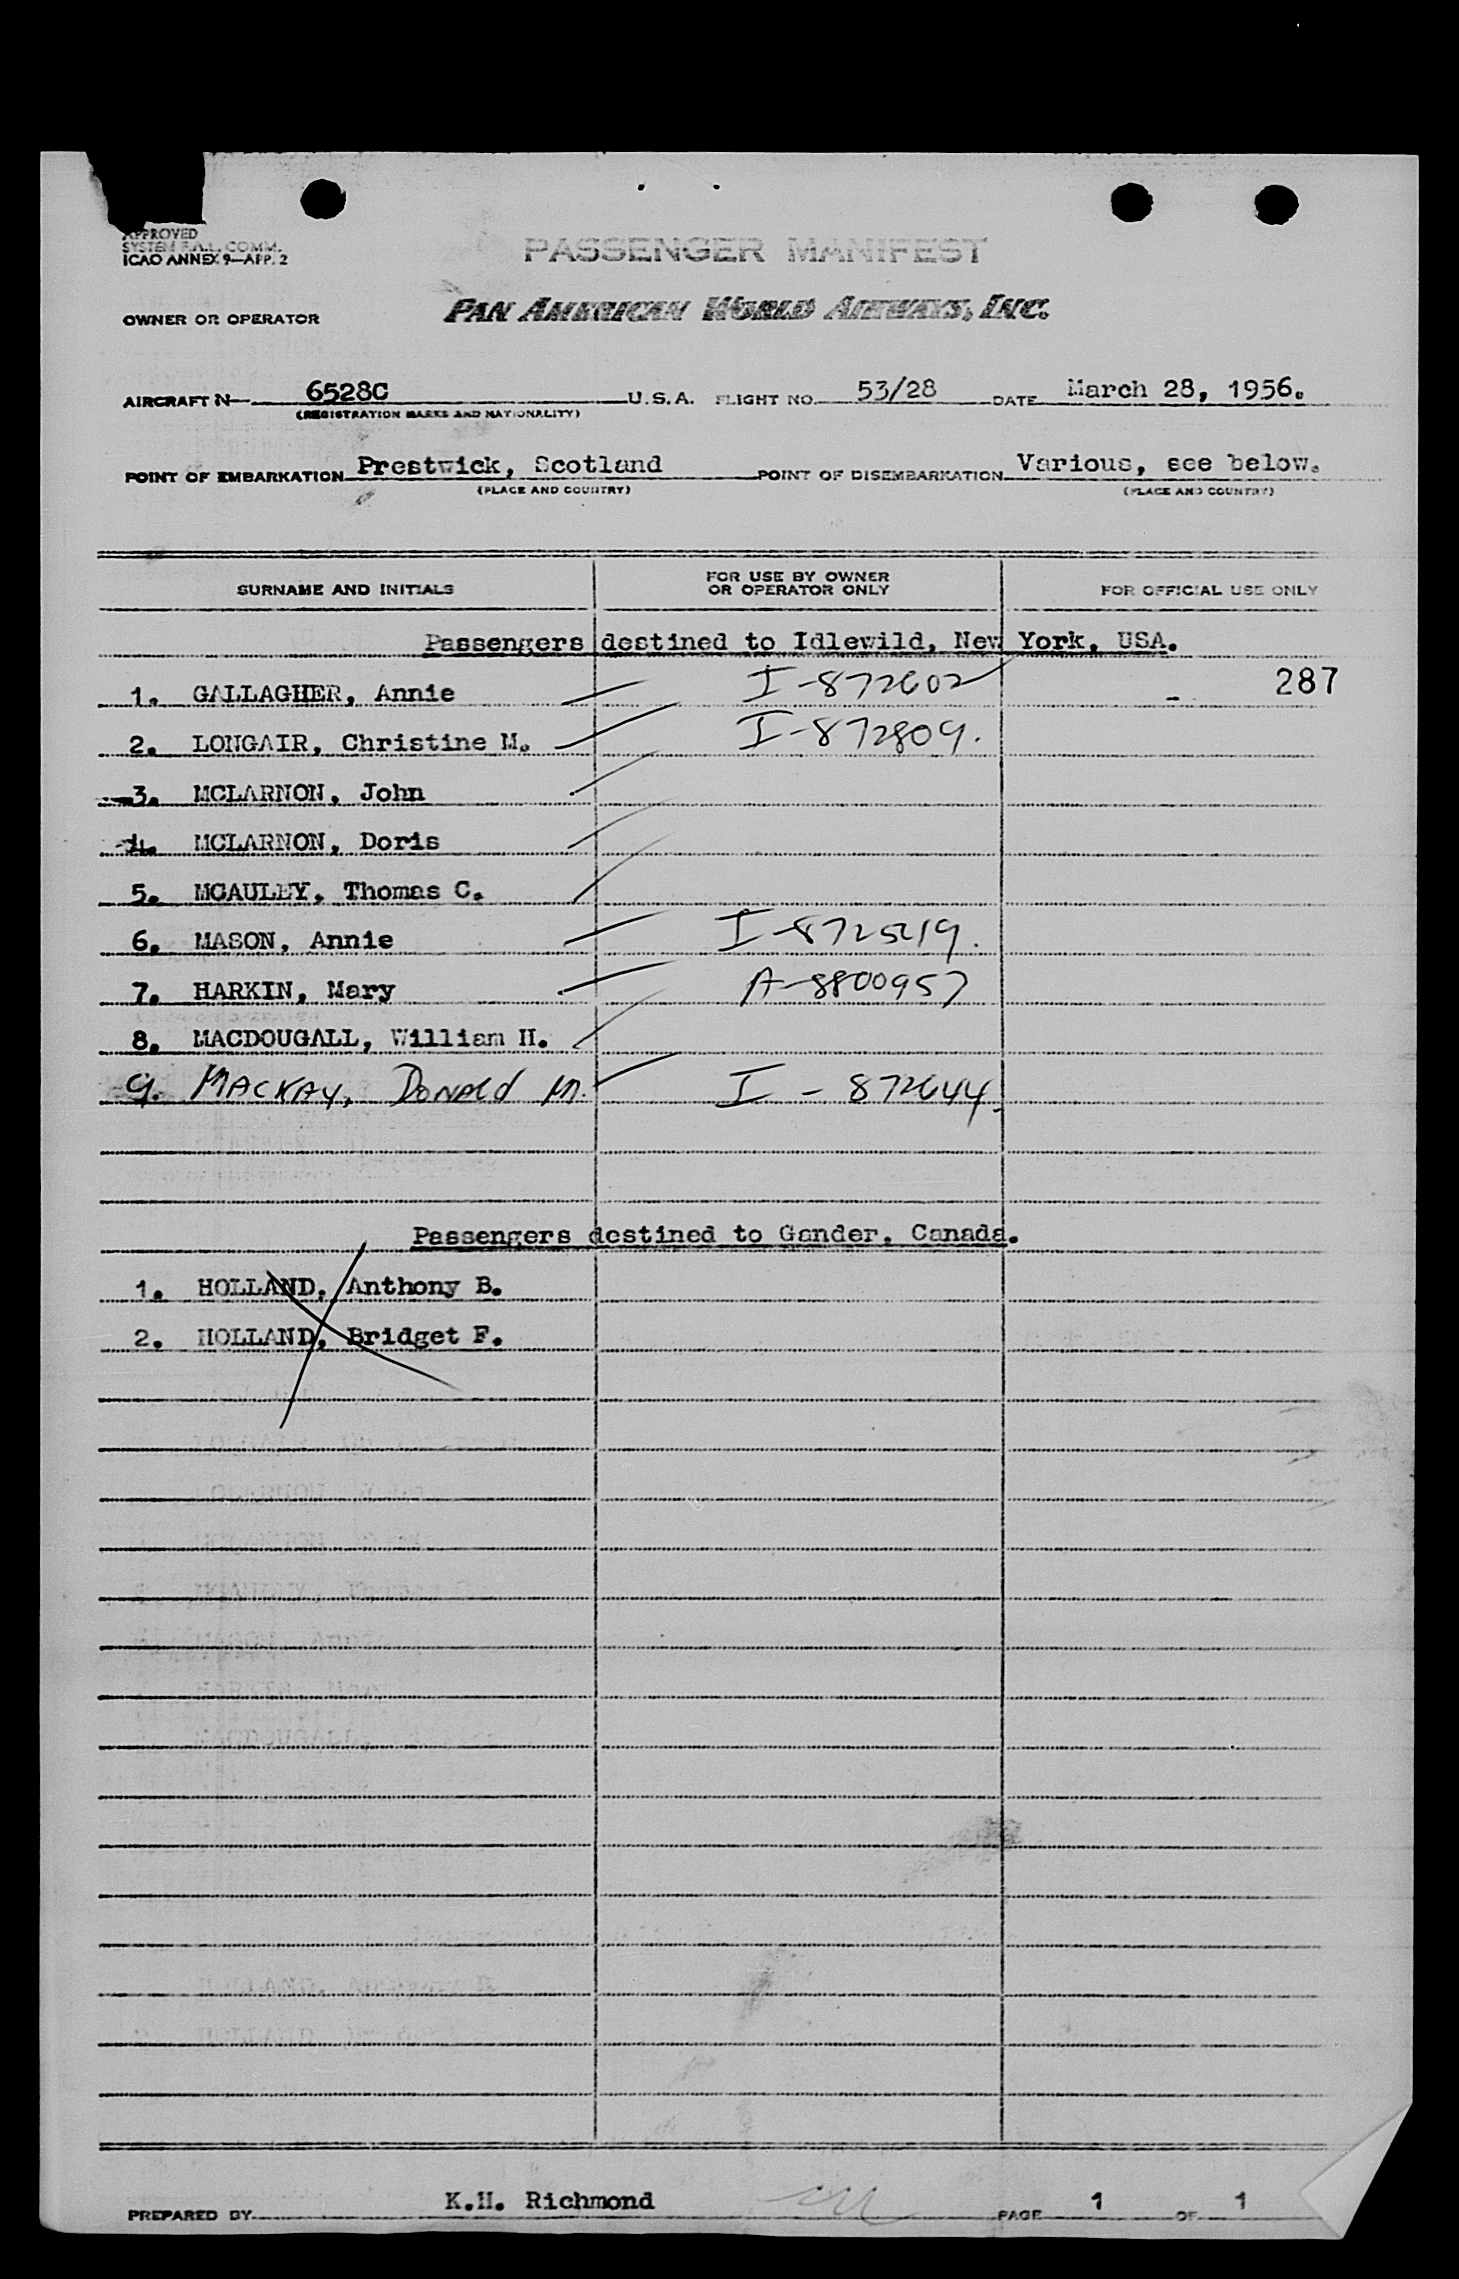 APPROVED
SYSTEM F.A.L. COMM.
ICAO ANNEX 9—APP. 2
PASSENGER MANIFEST
OWNER OR OPERATOR PAN AMERICAN WORLD AIRWAYS, INC.
AIRCRAFT N— 6528C U.S.A. FLIGHT NO. 53/28 DATE March 28, 1956.
(REGISTRATION MARKS AND NATIONALITY)
POINT OF EMBARKATION Prestwick, Scotland POINT OF DISEMBARKATION Various, see below.
(PLACE AND COUNTRY) (PLACE AND COUNTRY)
SURNAME AND INITIALS FOR USE BY OWNER OR OPERATOR ONLY FOR OFFICIAL USE ONLY
Passengers destined to Idlewild, New York, USA.
1. GALLAGHER, Annie I-872602 - 287
2. LONGAIR, Christine M. I-872809.
3. MCLARNON, John
4. MCLARNON, Doris
5. MCAULEY, Thomas C.
6. MASON, Annie I-872549.
7. HARKIN, Mary A-8800957
8. MACDOUGALL, William H.
9. MACKAY, DONALD M. I - 872644.
Passengers destined to Gander, Canada.
1. HOLLAND, Anthony B.
2. HOLLAND, Bridget F.
PREPARED BY K.H. Richmond PAGE 1 OF 1